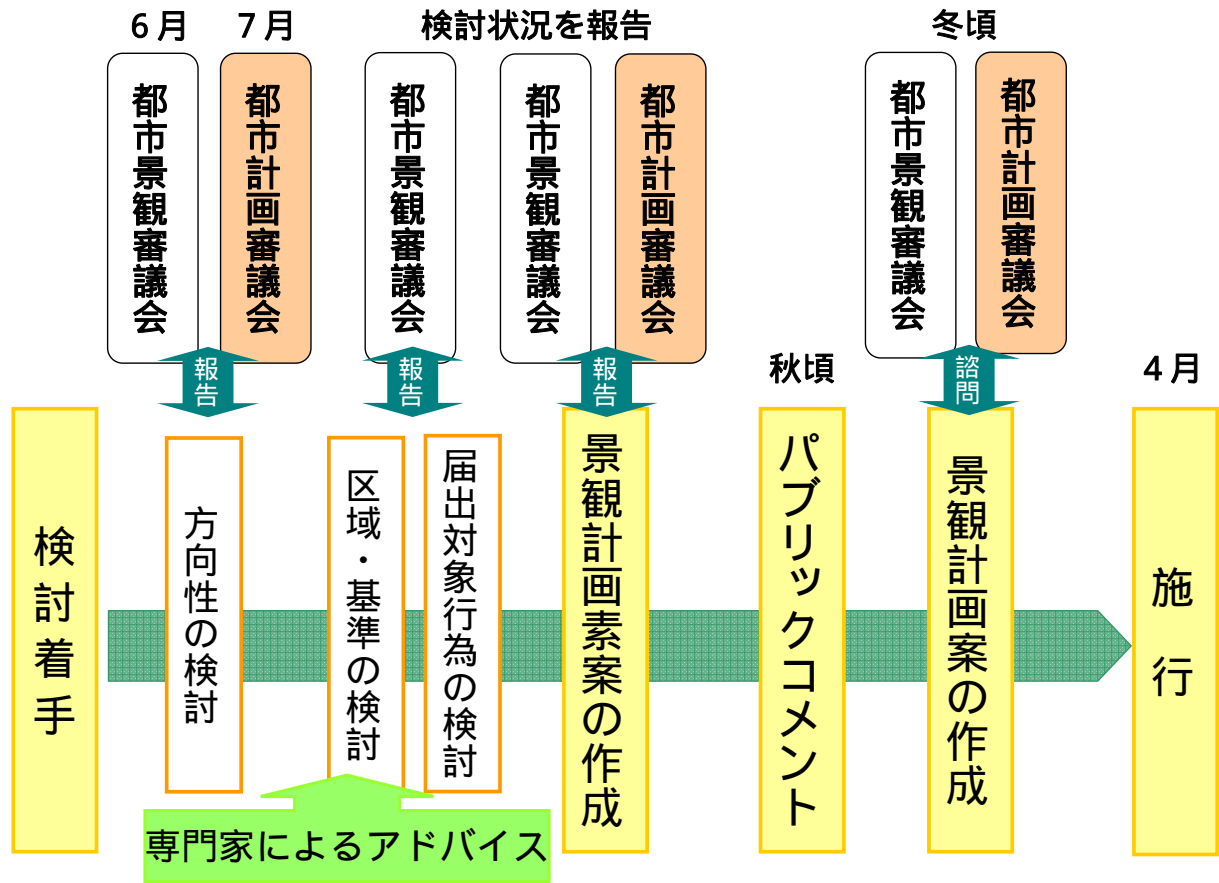 6月
7月
検討状況を報告
冬頃
都市景観審議会
都市計画審議会
都市景観審議会
都市景観審議会
都市計画審議会
都市景観審議会
都市計画審議会
報告
報告
報告
諮問
秋頃
4月
検討着手
方向性の検討
区域・基準の検討
届出対象行為の検討
景観計画素案の作成
パブリックコメント
景観計画案の作成
施行
専門家によるアドバイス